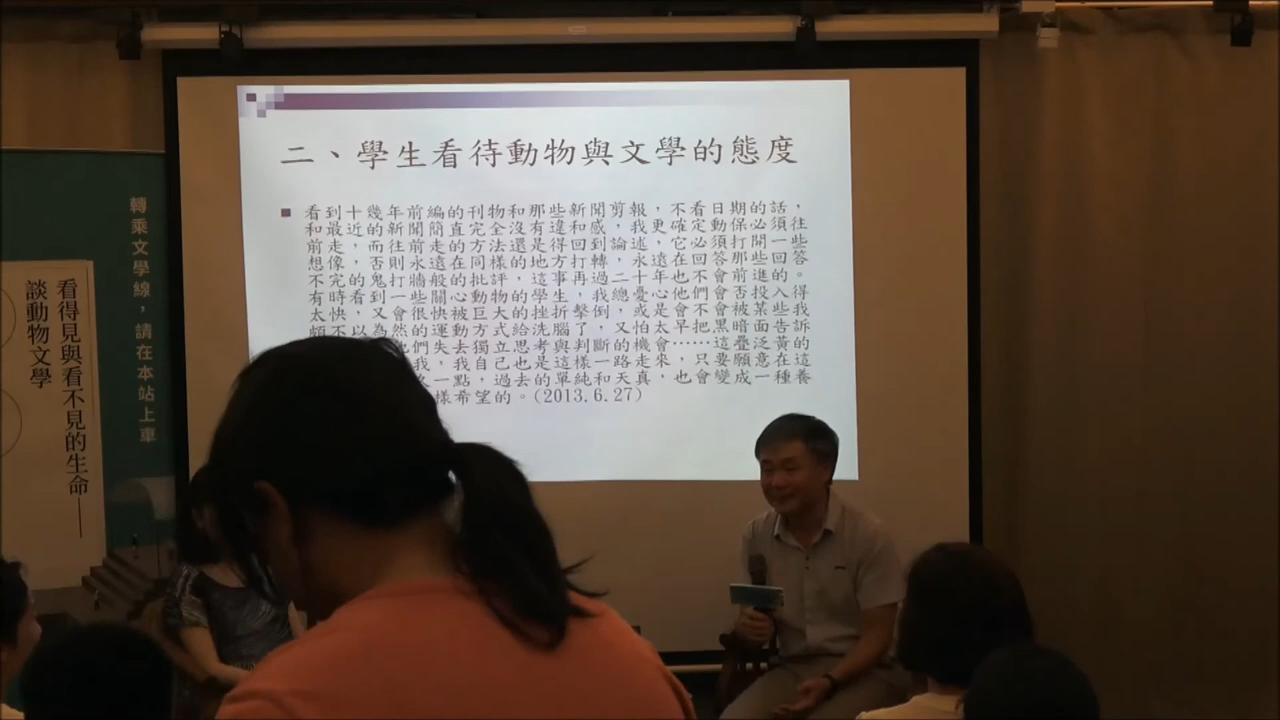 二、學生看待動物與文學的態度
看到十幾年前編的刊物和那些新聞剪報，不看日期的話，
和最近的新聞簡直完全沒有違和感，我更確定動保必須往
前走，而往前走的方法還是得回到論述，它必須打開一些
想像，否則永遠在同樣的地方打轉，永遠在回答那些回答
不完的鬼打牆般的批評，這事再過二十年也不會前進的。
有時看到一些關心動物的學生，我總憂心他們會否投入得
太快，又會很快被巨大的挫折擊倒，或是會不會被某些我
頗不以為然的運動方式給洗腦了，又怕太早把黑暗面告訴
們失去獨立思考與判斷的機會……這疊泛黃的
我，我自己也是這樣一路走來，只要願意在這
久一點，過去的單純和天真，也會變成一種養
樣希望的。(2013.6.27)
轉乘文學線，請在本站上車
看得見與看不見的生命——
談動物文學